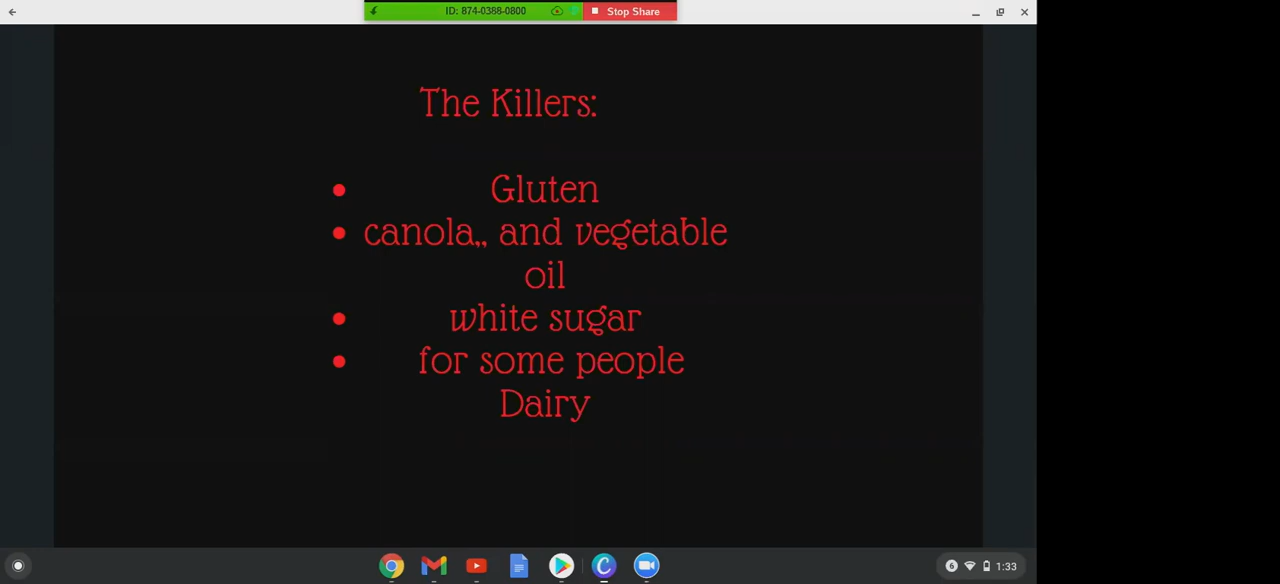 ID: 874-0388-0800
Stop Share
The Killers:
Gluten
canola,, and vegetable
oil
white sugar
for some people
Dairy
6
1:33